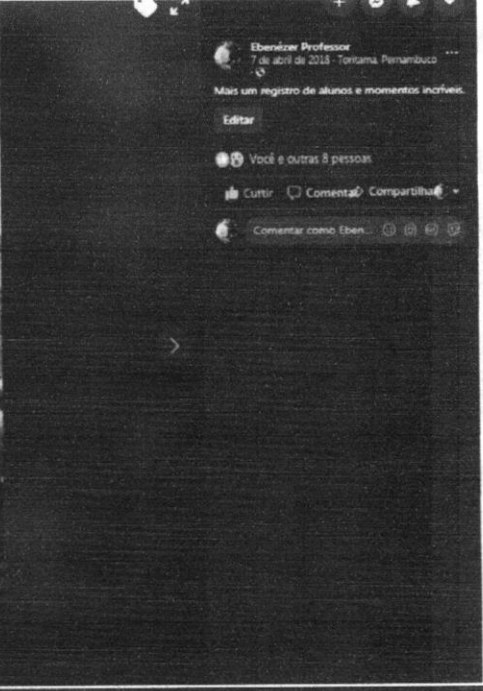 Ebenézer Professor
7 de abril de 2018 · Toritama, Pernambuco
Mais um registro de alunos e momentos incríveis.
Editar
Você e outras 8 pessoas
Curtir Comentar Compartilhar
Comentar como Eben...